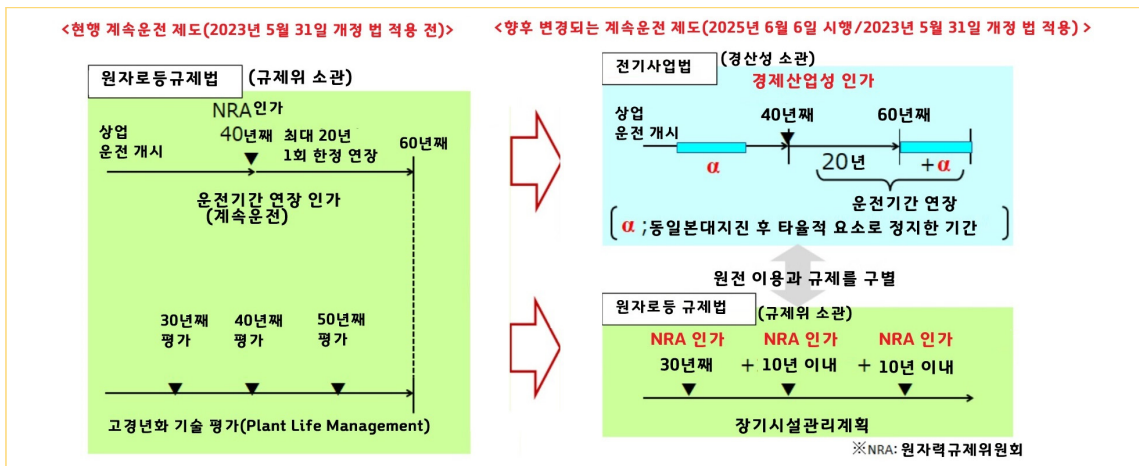 <현행 계속운전 제도(2023년 5월 31일 개정 법 적용 전)>
원자로등규제법 (규제위 소관)
NRA인가
40년째
상업
운전 개시
최대 20년
1회 한정 연장
60년째
운전기간 연장 인가
(계속운전)
30년째
평가
40년째
평가
50년째
평가
고경년화 기술 평가(Plant Life Management)
<향후 변경되는 계속운전 제도(2025년 6월 6일 시행/2023년 5월 31일 개정 법 적용) >
전기사업법 (경산성 소관)
경제산업성 인가
상업
운전 개시
40년째
60년째
α
20년
+α
운전기간 연장
α ;동일본대지진 후 타율적 요소로 정지한 기간
원전 이용과 규제를 구별
원자로등 규제법 (규제위 소관)
NRA 인가 NRA 인가 NRA 인가
30년째 +10년 이내 +10년 이내
장기시설관리계획
※NRA: 원자력규제위원회